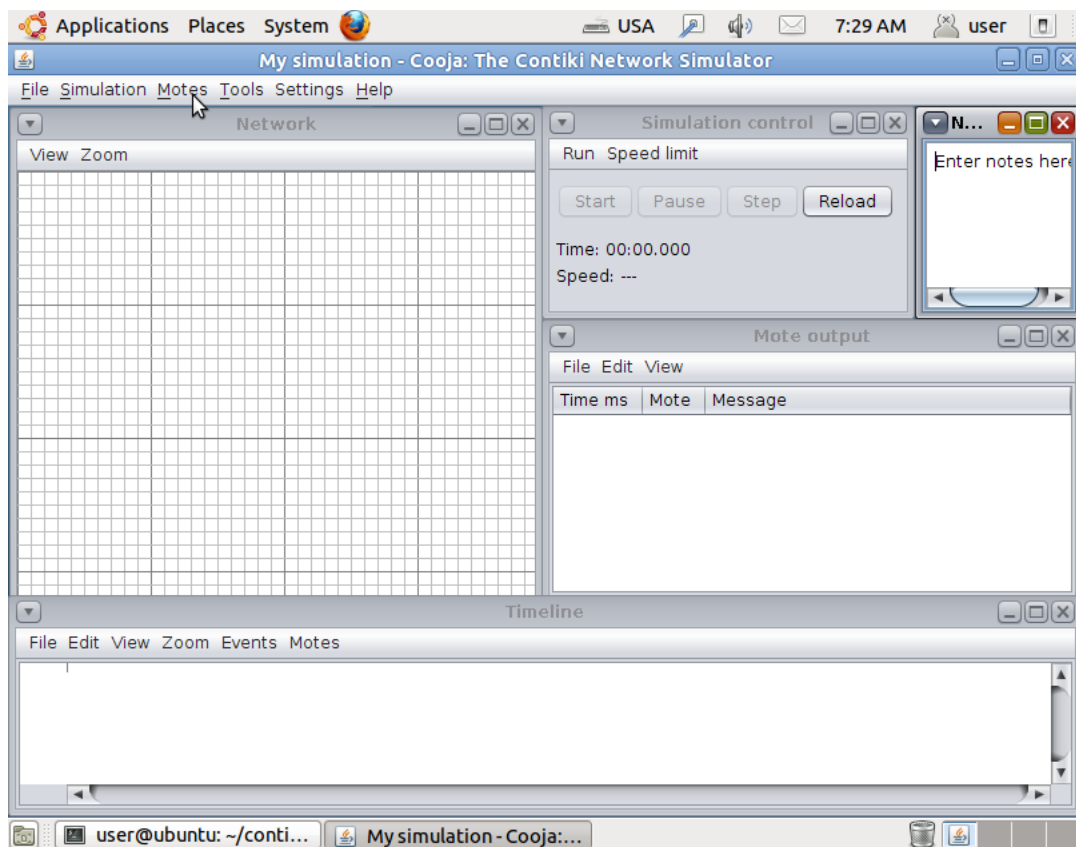 Applications Places System USA 7:29 AM user
My simulation - Cooja: The Contiki Network Simulator
File Simulation Motes Tools Settings Help
Network
View Zoom
Simulation control
Run Speed limit
Start Pause Step Reload
Time: 00:00.000
Speed: ---
N...
Enter notes here
Mote output
File Edit View
Time ms Mote Message
Timeline
File Edit View Zoom Events Motes
user@ubuntu: ~/conti... My simulation - Cooja:...